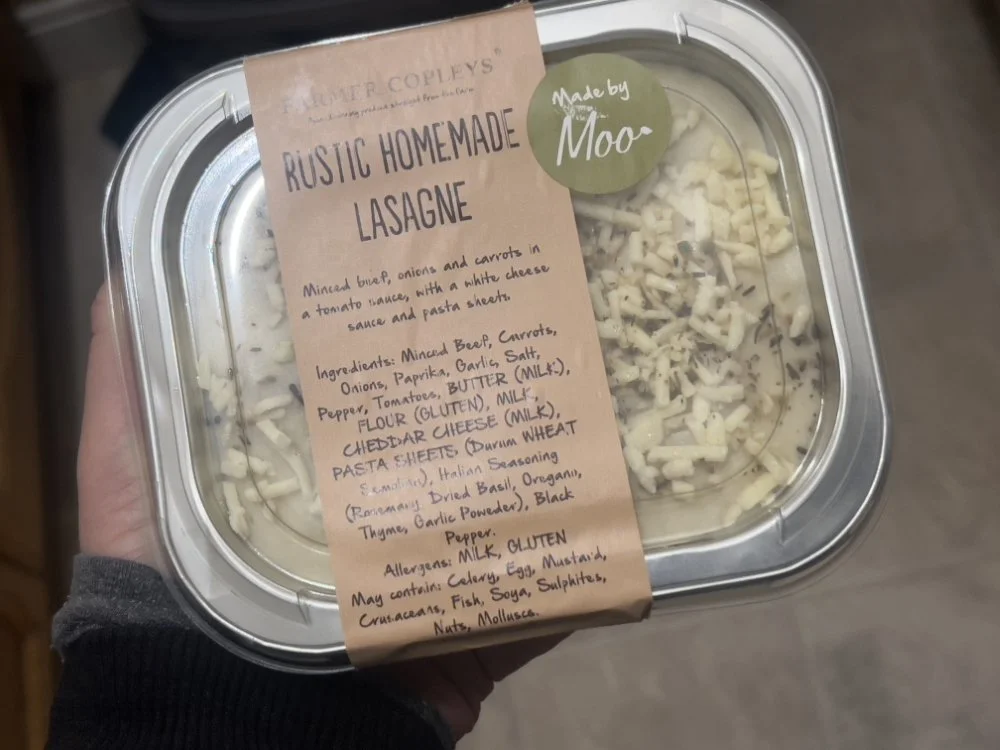 FARMER COPLEYS®
RUSTIC HOMEMADE
LASAGNE
Made by
Moo.
Minced beef, onions and carrots in
a tomato sauce, with a white cheese
sauce and pasta sheets.
Ingredients: Minced Beef, Carrots,
Onions, Paprika, Garlic, Salt,
Pepper, Tomatoes, BUTTER (MILK),
FLOUR (GLUTEN), MILK,
CHEDDAR CHEESE (MILK),
PASTA SHEETS (Durum WHEAT
Semolina), Italian Seasoning
(Rosemary, Dried Basil, Oregano,
Thyme, Garlic Poweder), Black
Pepper.
Allergens: MILK, GLUTEN
May contain: Celery, Egg, Mustard,
Crusaceans, Fish, Soya, Sulphites,
Nuts, Molluscs.